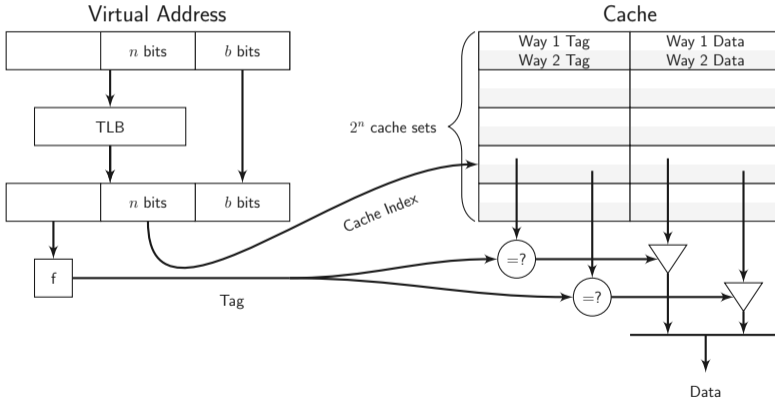 Virtual Address
Cache
n bits
b bits
Way 1 Tag
Way 1 Data
Way 2 Tag
Way 2 Data
TLB
2^n cache sets
n bits
b bits
Cache Index
f
=?
=?
Tag
Data